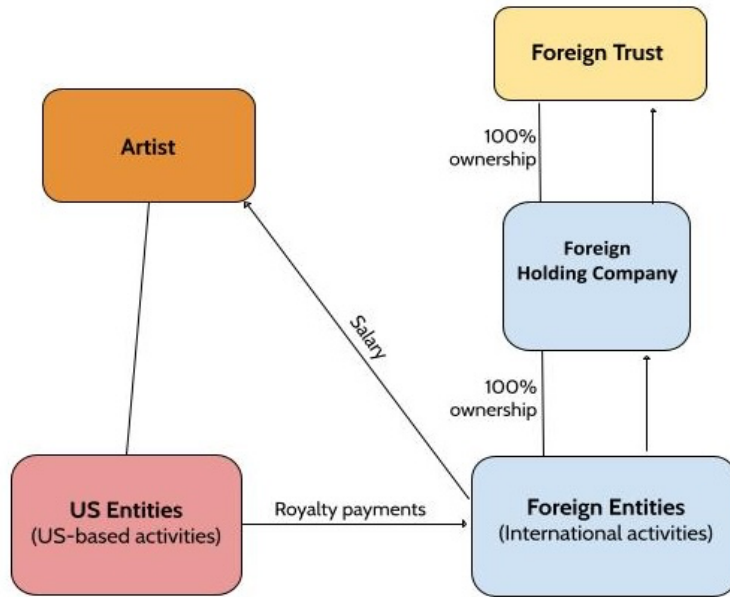 Foreign Trust
100%
ownership
Artist
Foreign
Holding Company
Salary
100%
ownership
US Entities
(US-based activities)
Royalty payments
Foreign Entities
(International activities)